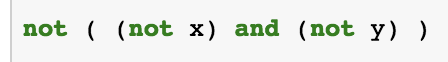 not ( (not x) and (not y) )